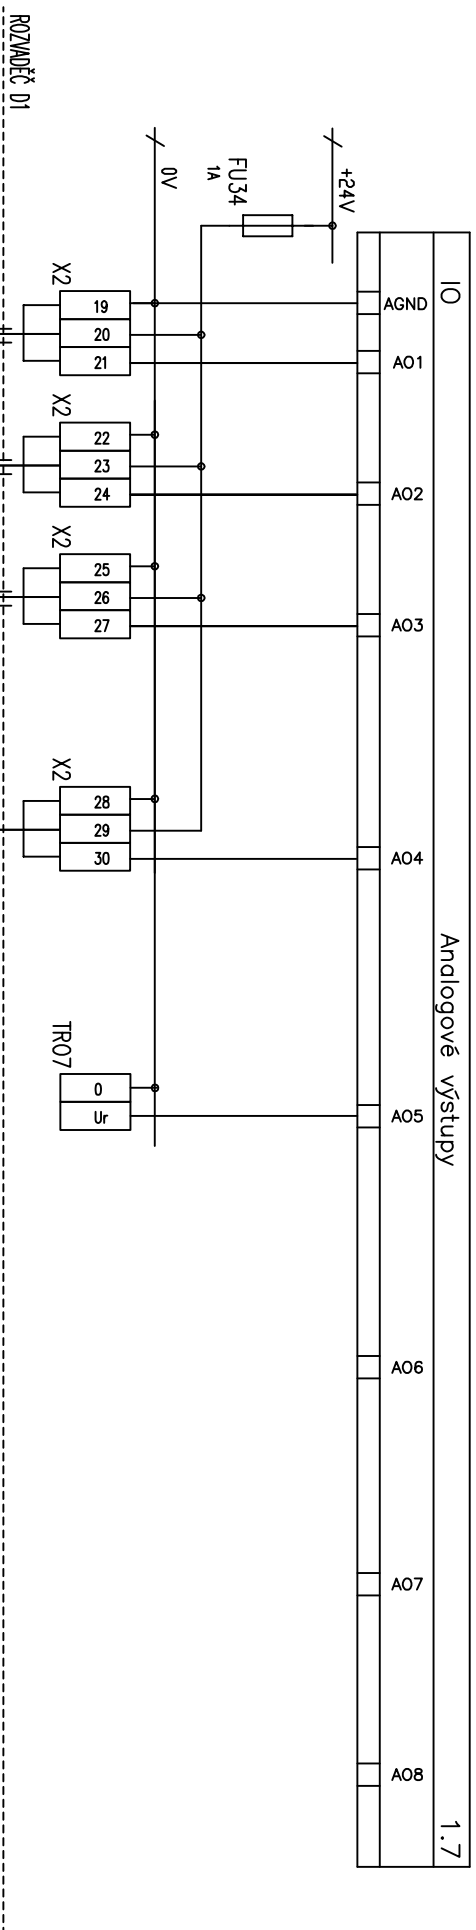 IO
Analogové výstupy
1.7
AGND
AO1
AO2
AO3
AO4
AO5
AO6
AO7
AO8
+24V
FU34
1A
0V
X2
19
20
21
X2
22
23
24
X2
25
26
27
X2
28
29
30
TR07
0
Ur
ROZVADĚČ D1